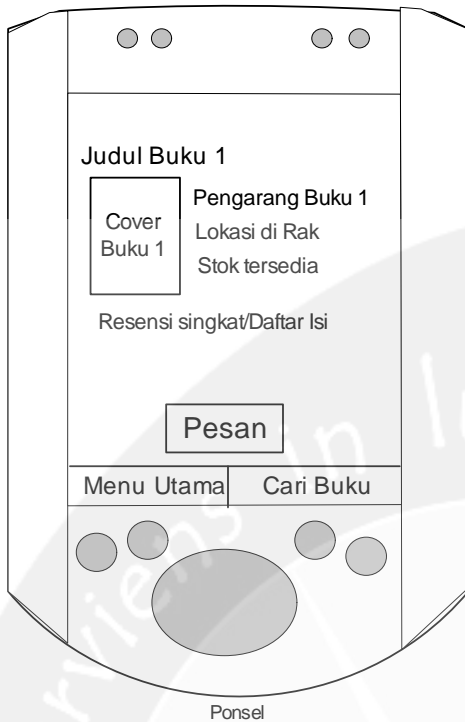 Judul Buku 1
Cover
Buku 1
Pengarang Buku 1
Lokasi di Rak
Stok tersedia
Resensi singkat/Daftar Isi
Pesan
Menu Utama
Cari Buku
Ponsel